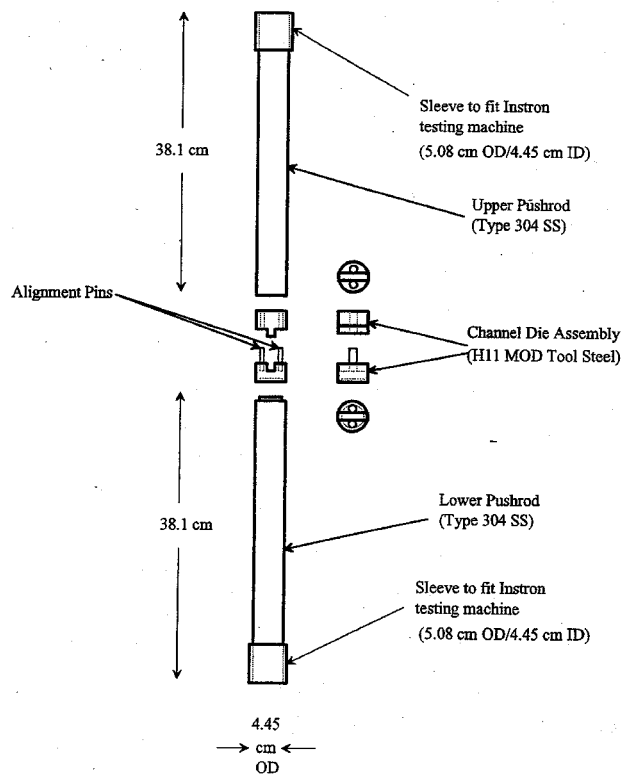 Sleeve to fit Instron
testing machine
(5.08 cm OD/4.45 cm ID)
38.1 cm
Upper Pushrod
(Type 304 SS)
Alignment Pins
Channel Die Assembly
(H11 MOD Tool Steel)
Lower Pushrod
(Type 304 SS)
38.1 cm
Sleeve to fit Instron
testing machine
(5.08 cm OD/4.45 cm ID)
4.45
cm
OD